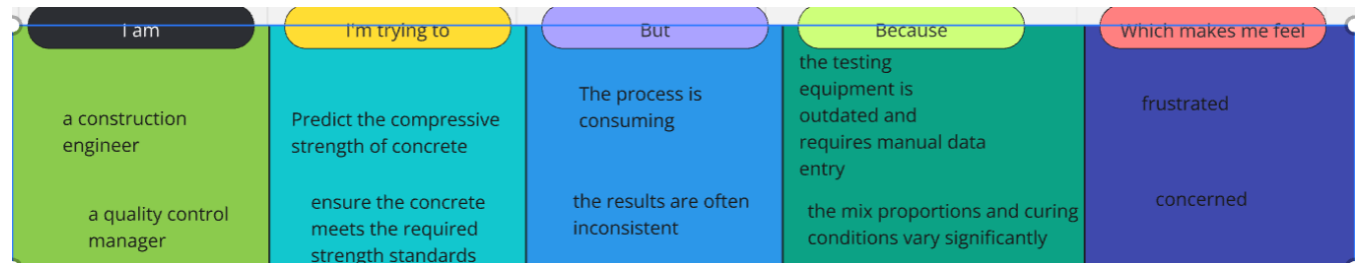 I am
I'm trying to
But
Because
Which makes me feel
a construction
engineer
Predict the compressive
strength of concrete
The process is
consuming
the testing
equipment is
outdated and
requires manual data
entry
frustrated
a quality control
manager
ensure the concrete
meets the required
strength standards
the results are often
inconsistent
the mix proportions and curing
conditions vary significantly
concerned